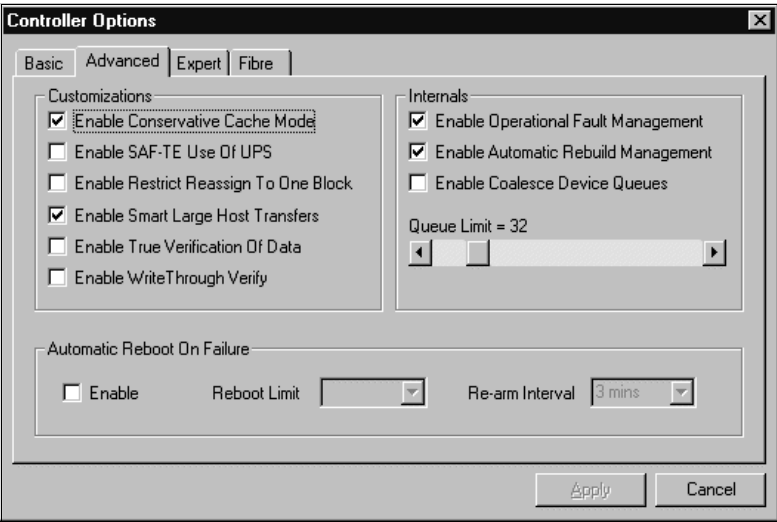 Controller Options
Basic Advanced Expert Fibre
Customizations
Enable Conservative Cache Mode
Enable SAF-TE Use Of UPS
Enable Restrict Reassign To One Block
Enable Smart Large Host Transfers
Enable True Verification Of Data
Enable WriteThrough Verify
Internals
Enable Operational Fault Management
Enable Automatic Rebuild Management
Enable Coalesce Device Queues
Queue Limit = 32
Automatic Reboot On Failure
Enable Reboot Limit Re-arm Interval 3 mins
Apply Cancel